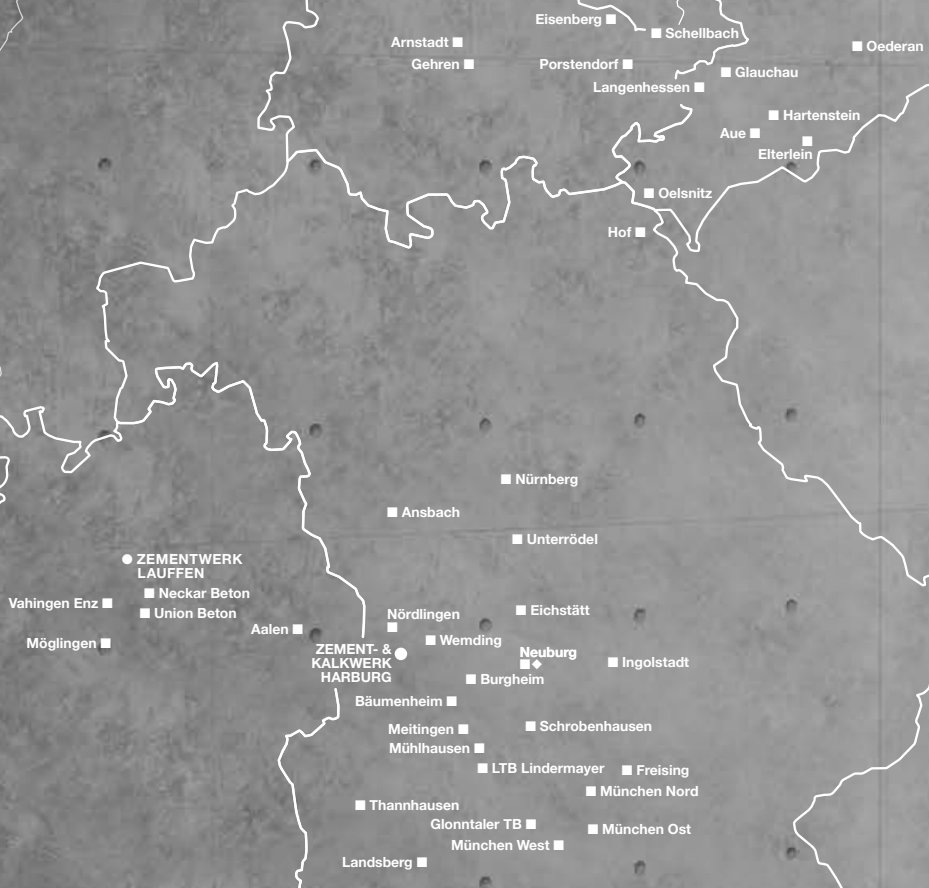 Eisenberg
Schellbach
Arnstadt
Oederan
Gehren
Porstendorf
Glauchau
Langenhessen
Hartenstein
Aue
Elterlein
Oelsnitz
Hof
Nürnberg
Ansbach
Unterrödel
ZEMENTWERK
LAUFFEN
Neckar Beton
Vahingen Enz
Union Beton
Eichstätt
Nördlingen
Aalen
Wemding
Möglingen
ZEMENT- &
KALKWERK
HARBURG
Neuburg
Ingolstadt
Burgheim
Bäumenheim
Schrobenhausen
Meitingen
Mühlhausen
LTB Lindermayer
Freising
München Nord
Thannhausen
Glonntaler TB
München Ost
München West
Landsberg